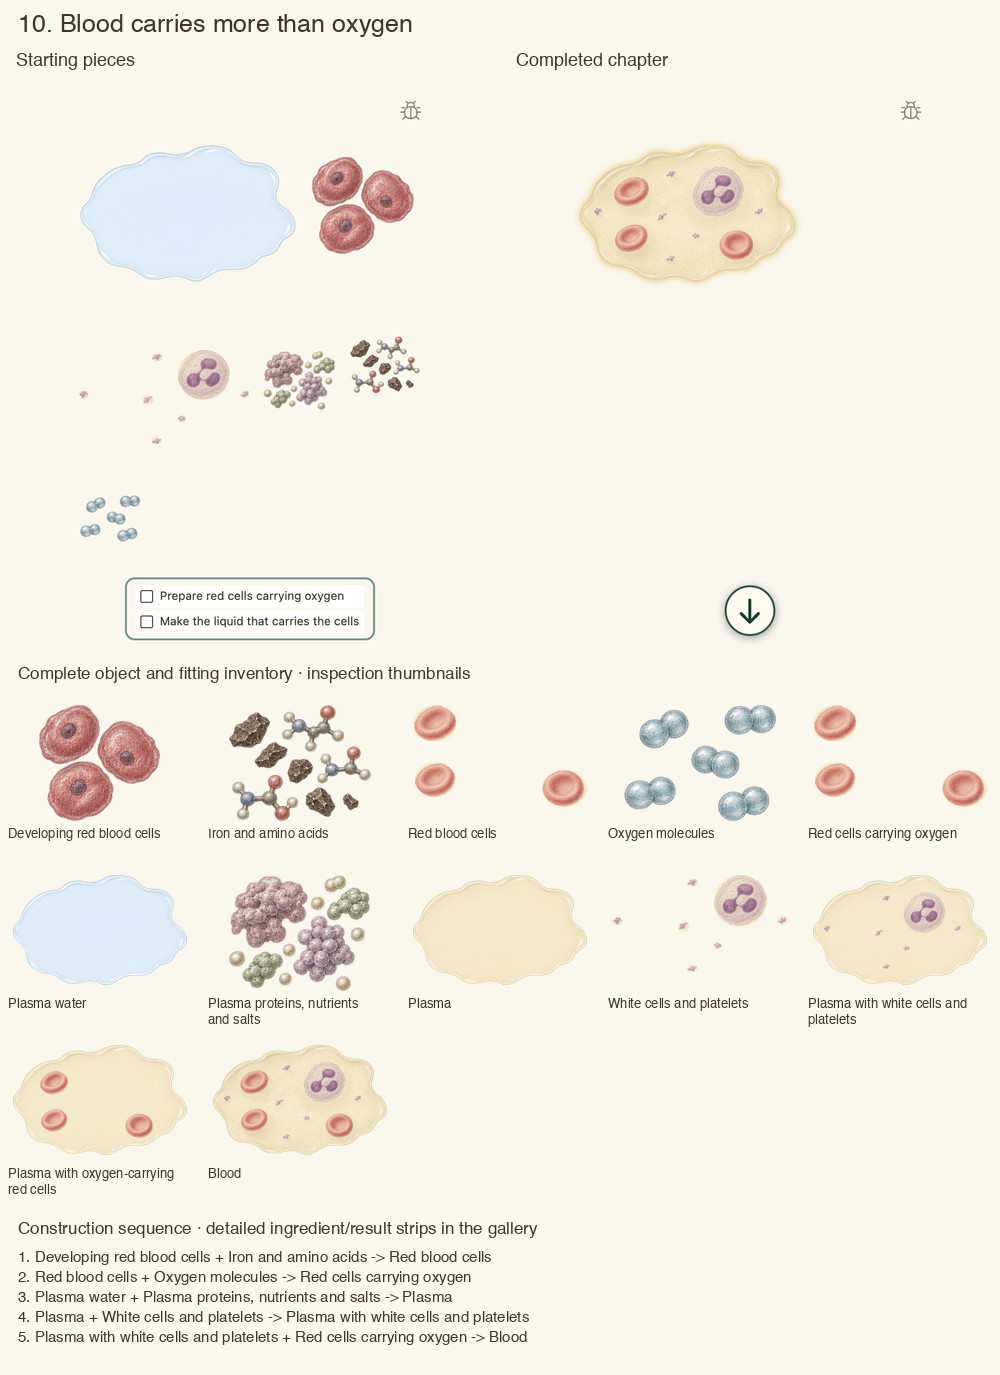 10. Blood carries more than oxygen
Starting pieces
Completed chapter
Prepare red cells carrying oxygen
Make the liquid that carries the cells
Complete object and fitting inventory · inspection thumbnails
Developing red blood cells
Iron and amino acids
Red blood cells
Oxygen molecules
Red cells carrying oxygen
Plasma water
Plasma proteins, nutrients
and salts
Plasma
White cells and platelets
Plasma with white cells and
platelets
Plasma with oxygen-carrying
red cells
Blood
Construction sequence · detailed ingredient/result strips in the gallery
1. Developing red blood cells + Iron and amino acids -> Red blood cells
2. Red blood cells + Oxygen molecules -> Red cells carrying oxygen
3. Plasma water + Plasma proteins, nutrients and salts -> Plasma
4. Plasma + White cells and platelets -> Plasma with white cells and platelets
5. Plasma with white cells and platelets + Red cells carrying oxygen -> Blood